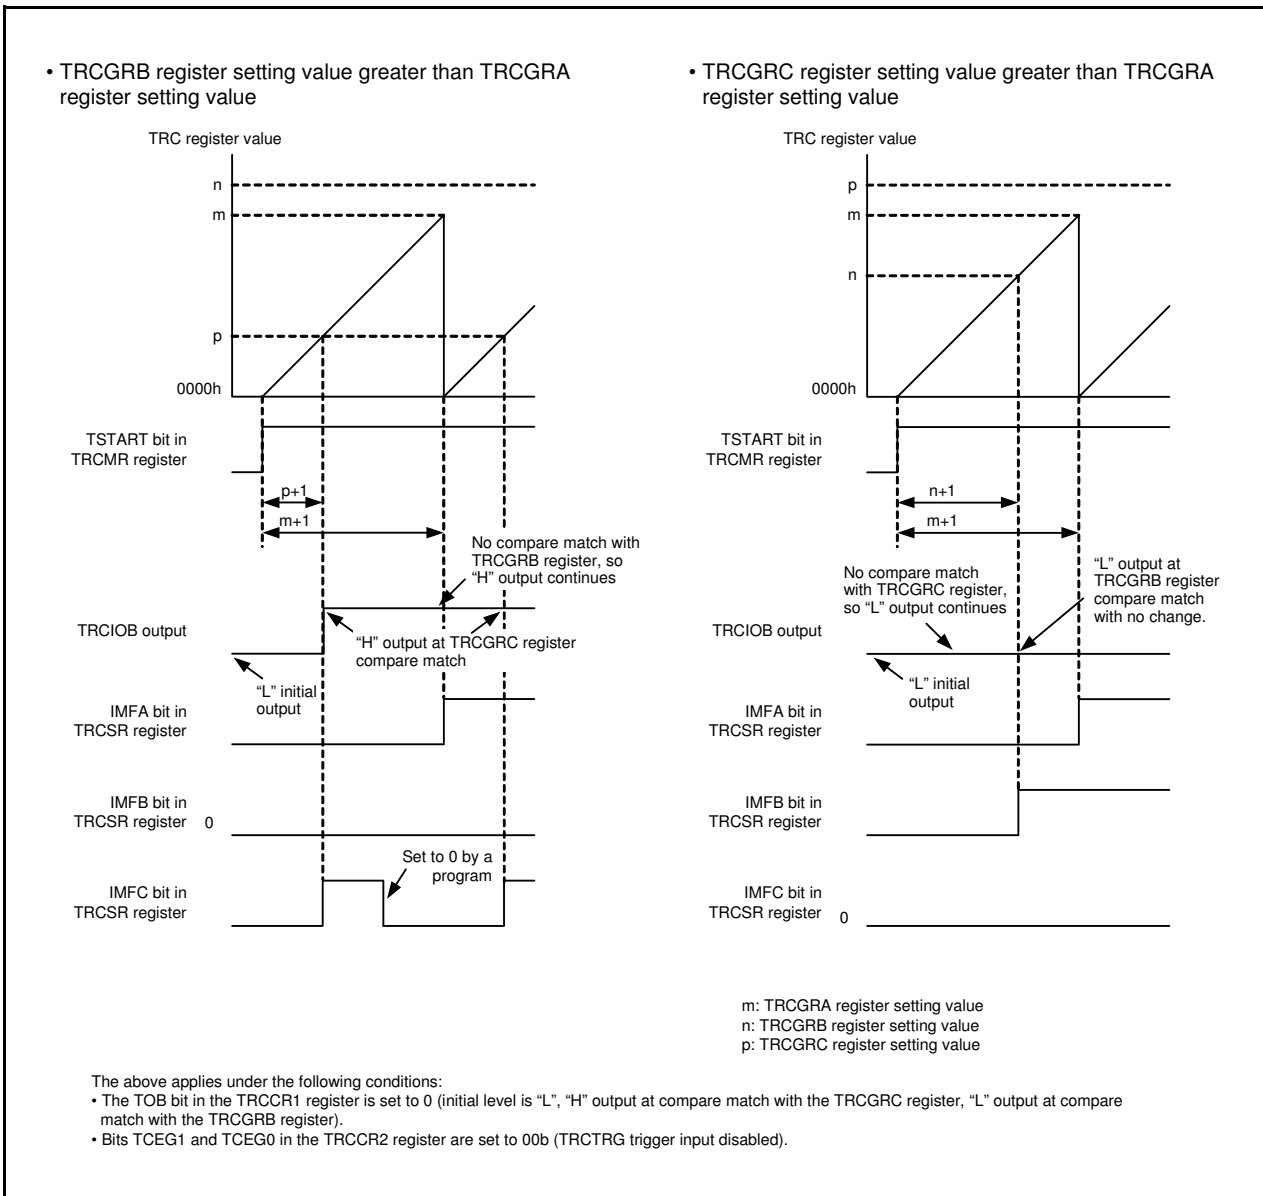 • TRCGRB register setting value greater than TRCGRA
register setting value
TRC register value
n
m
p
0000h
TSTART bit in
TRCMR register
p+1
m+1
No compare match with
TRCGRB register, so
“H” output continues
TRCIOB output
“H” output at TRCGRC register
compare match
“L” initial
output
IMFA bit in
TRCSR register
IMFB bit in
TRCSR register 0
Set to 0 by a
program
IMFC bit in
TRCSR register
• TRCGRC register setting value greater than TRCGRA
register setting value
TRC register value
p
m
n
0000h
TSTART bit in
TRCMR register
n+1
m+1
No compare match
with TRCGRC register,
so “L” output continues
“L” output at
TRCGRB register
compare match
with no change.
TRCIOB output
“L” initial
output
IMFA bit in
TRCSR register
IMFB bit in
TRCSR register
IMFC bit in
TRCSR register 0
m: TRCGRA register setting value
n: TRCGRB register setting value
p: TRCGRC register setting value
The above applies under the following conditions:
• The TOB bit in the TRCCR1 register is set to 0 (initial level is “L”, “H” output at compare match with the TRCGRC register, “L” output at compare
match with the TRCGRB register).
• Bits TCEG1 and TCEG0 in the TRCCR2 register are set to 00b (TRCTRG trigger input disabled).